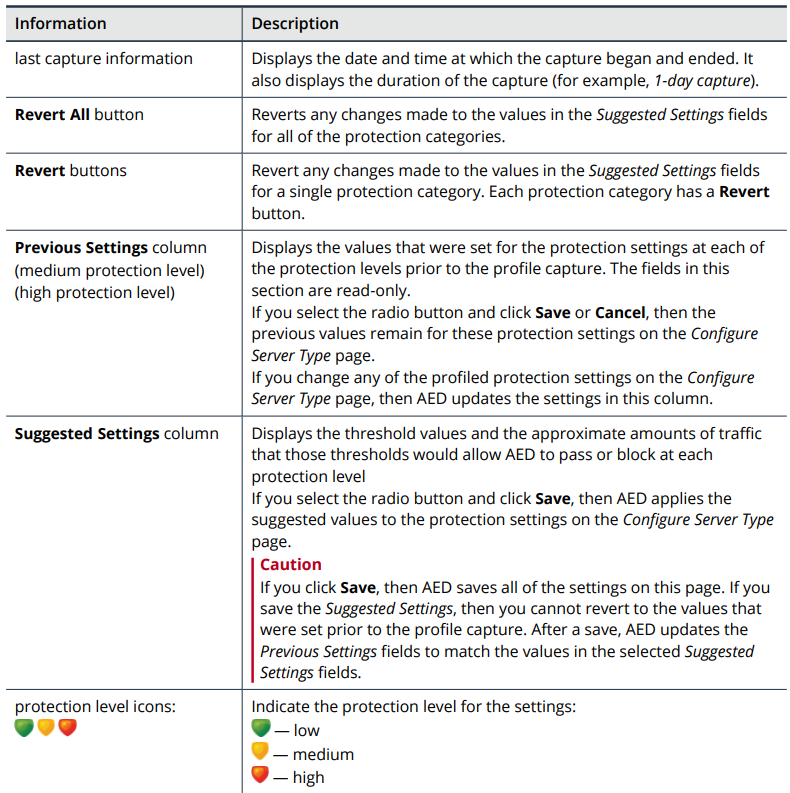 Information
Description
last capture information
Displays the date and time at which the capture began and ended. It
also displays the duration of the capture (for example, 1-day capture).
Revert All button
Reverts any changes made to the values in the Suggested Settings fields
for all of the protection categories.
Revert buttons
Revert any changes made to the values in the Suggested Settings fields
for a single protection category. Each protection category has a Revert
button.
Previous Settings column
(medium protection level)
(high protection level)
Displays the values that were set for the protection settings at each of
the protection levels prior to the profile capture. The fields in this
section are read-only.
If you select the radio button and click Save or Cancel, then the
previous values remain for these protection settings on the Configure
Server Type page.
If you change any of the profiled protection settings on the Configure
Server Type page, then AED updates the settings in this column.
Suggested Settings column
Displays the threshold values and the approximate amounts of traffic
that those thresholds would allow AED to pass or block at each
protection level
If you select the radio button and click Save, then AED applies the
suggested values to the protection settings on the Configure Server Type
page.
Caution
If you click Save, then AED saves all of the settings on this page. If you
save the Suggested Settings, then you cannot revert to the values that
were set prior to the profile capture. After a save, AED updates the
Previous Settings fields to match the values in the selected Suggested
Settings fields.
protection level icons:
Indicate the protection level for the settings:
— low
— medium
— high